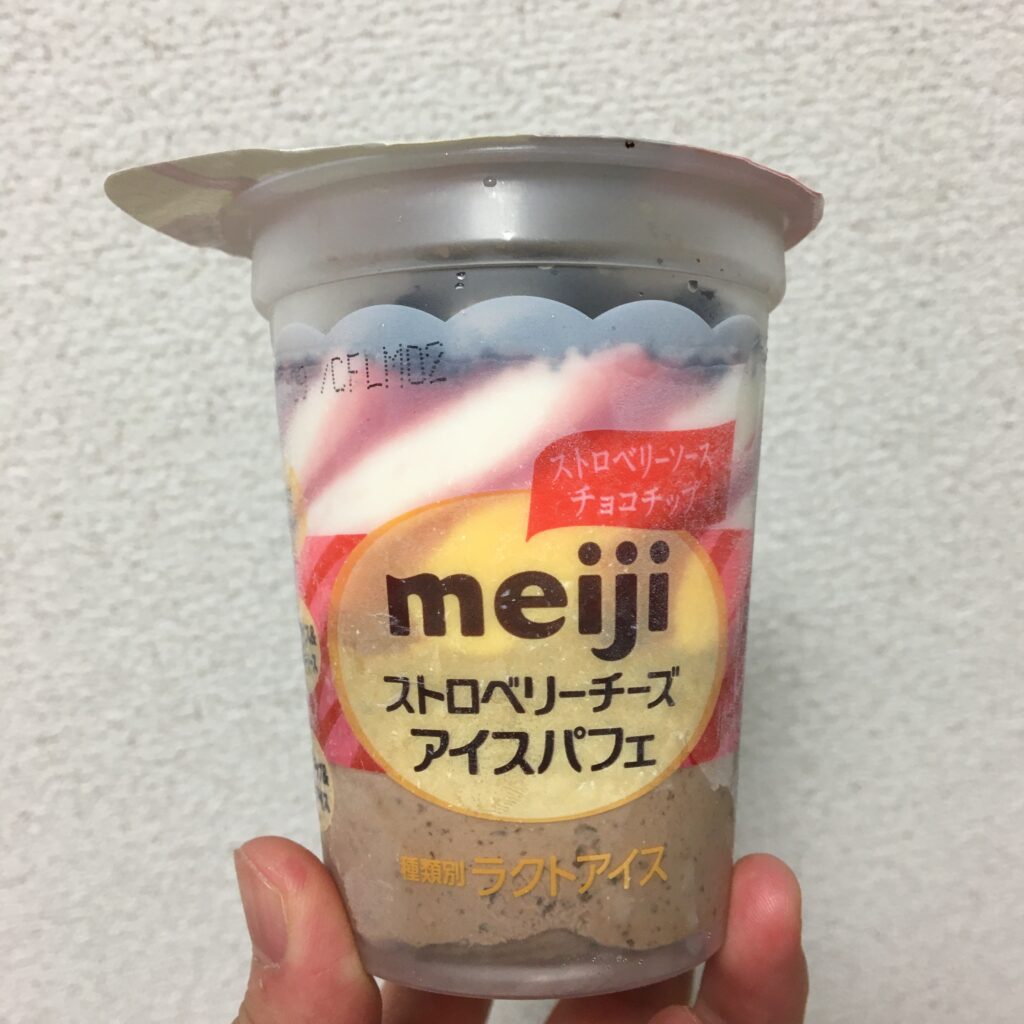 /CFLM02
ストロベリーソース
チョコチップ
meiji
ストロベリーチーズ
アイスパフェ
種類別 ラクトアイス